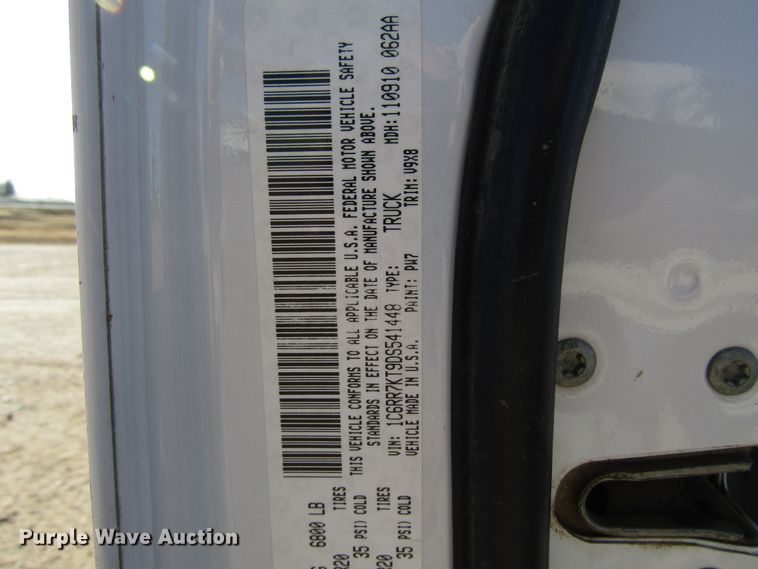 6800 LB
TIRES
35 PSI) COLD
TIRES
35 PSI) COLD
THIS VEHICLE CONFORMS TO ALL APPLICABLE U.S.A. FEDERAL MOTOR VEHICLE SAFETY
STANDARDS IN EFFECT ON THE DATE OF MANUFACTURE SHOWN ABOVE.
VIN: 1C6RR7KT9DS541448 TYPE: TRUCK MDH:110910 062AA
VEHICLE MADE IN U.S.A. PAINT: PW7 TRIM: V9X8
Purple Wave Auction